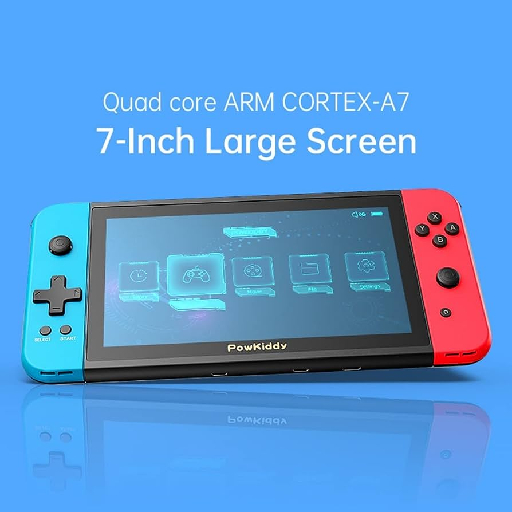 Quad core ARM CORTEX-A7
7-Inch Large Screen
X
Y
A
B
SELECT
START
PowKiddy